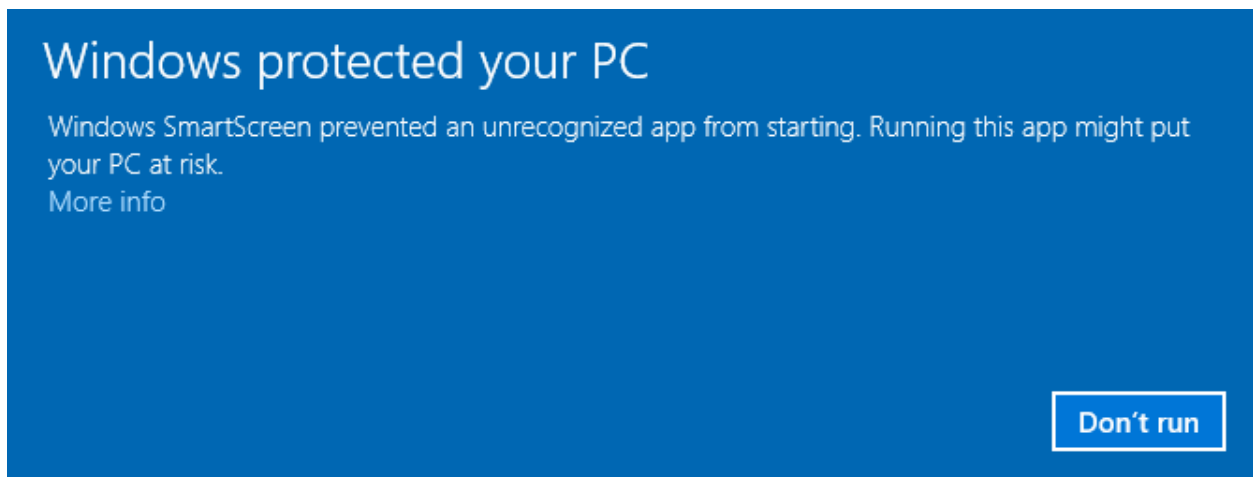 Windows protected your PC
Windows SmartScreen prevented an unrecognized app from starting. Running this app might put
your PC at risk.
More info
Don’t run